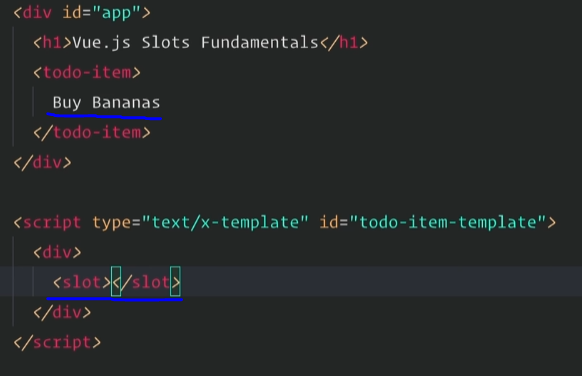 <div id="app">
<h1>Vue.js Slots Fundamentals</h1>
<todo-item>
Buy Bananas
</todo-item>
</div>
<script type="text/x-template" id="todo-item-template">
<div>
<slot></slot>
</div>
</script>